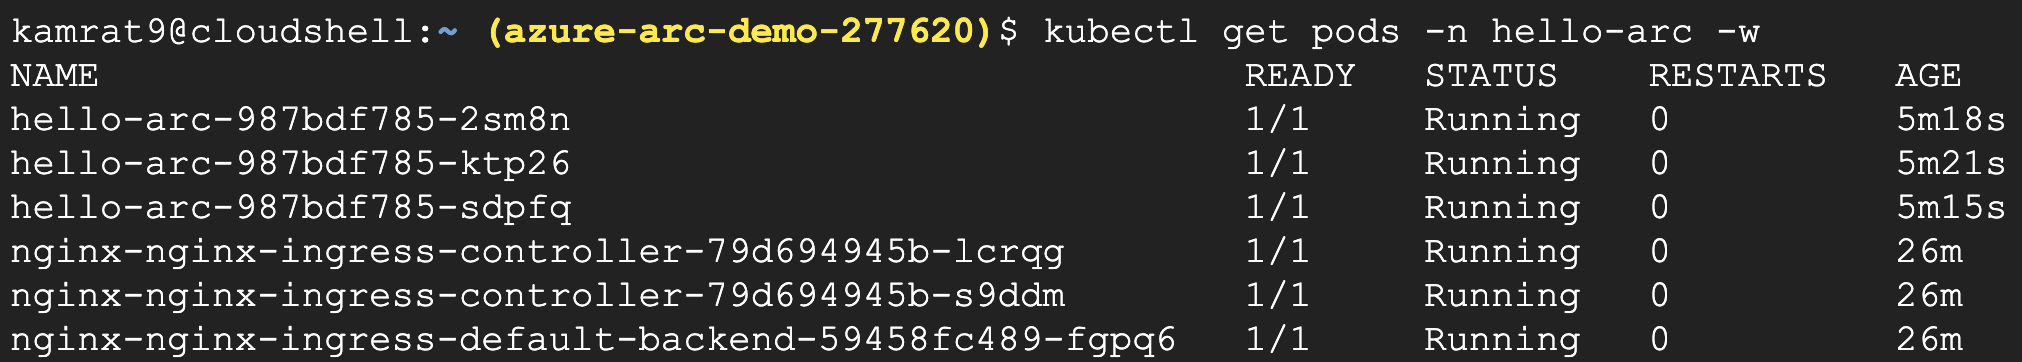 kamrat9@cloudshell:~ (azure-arc-demo-277620)$ kubectl get pods -n hello-arc -w
NAME READY STATUS RESTARTS AGE
hello-arc-987bdf785-2sm8n 1/1 Running 0 5m18s
hello-arc-987bdf785-ktp26 1/1 Running 0 5m21s
hello-arc-987bdf785-sdpfq 1/1 Running 0 5m15s
nginx-nginx-ingress-controller-79d694945b-lcrqg 1/1 Running 0 26m
nginx-nginx-ingress-controller-79d694945b-s9ddm 1/1 Running 0 26m
nginx-nginx-ingress-default-backend-59458fc489-fgpq6 1/1 Running 0 26m